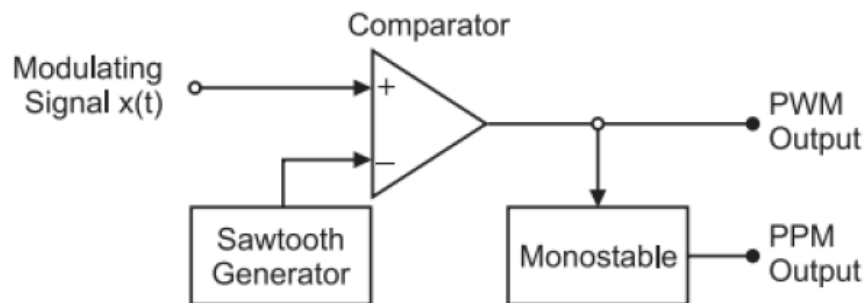 Comparator
Modulating
Signal x(t)
+
–
PWM
Output
Sawtooth
Generator
Monostable
PPM
Output